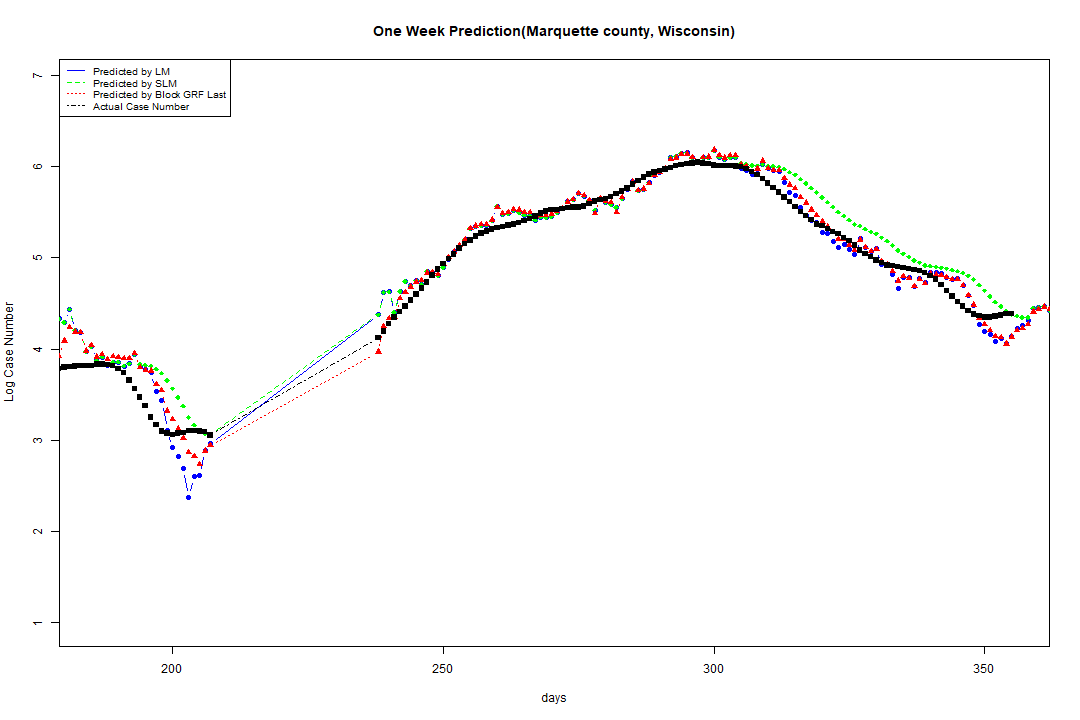 One Week Prediction(Marquette county, Wisconsin)
Predicted by LM
Predicted by SLM
Predicted by Block GRF Last
Actual Case Number
7
6
5
4
3
2
1
Log Case Number
200
250
300
350
days